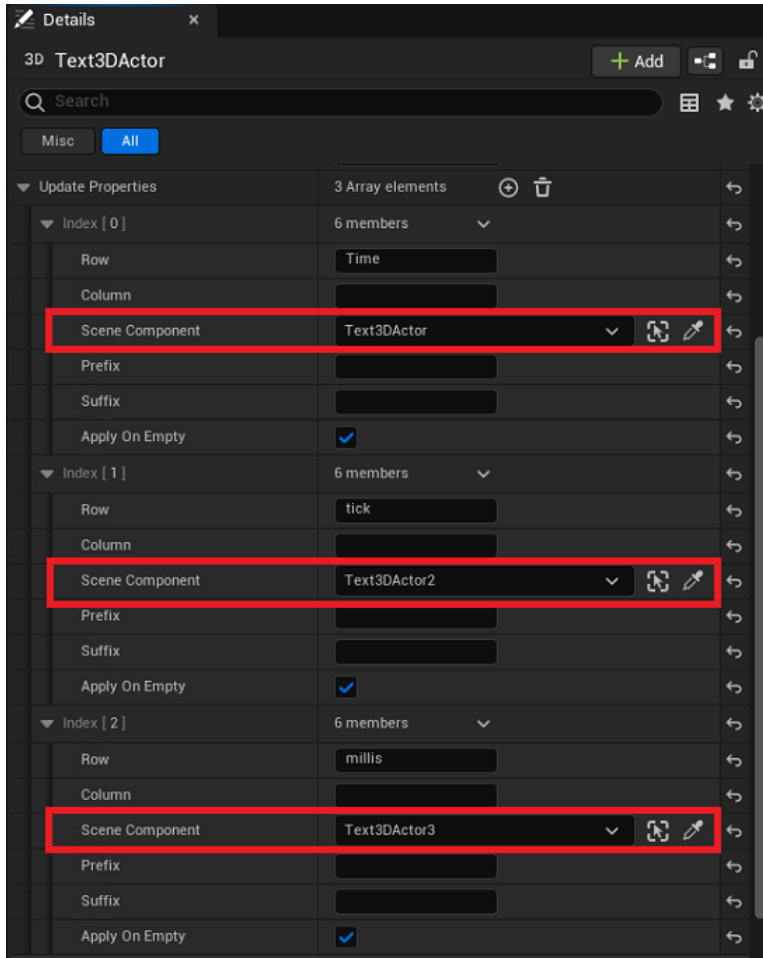 Details ×
3D Text3DActor + Add
Search
Misc All
Update Properties 3 Array elements
Index [ 0 ] 6 members
Row Time
Column
Scene Component Text3DActor
Prefix
Suffix
Apply On Empty
Index [ 1 ] 6 members
Row tick
Column
Scene Component Text3DActor2
Prefix
Suffix
Apply On Empty
Index [ 2 ] 6 members
Row millis
Column
Scene Component Text3DActor3
Prefix
Suffix
Apply On Empty